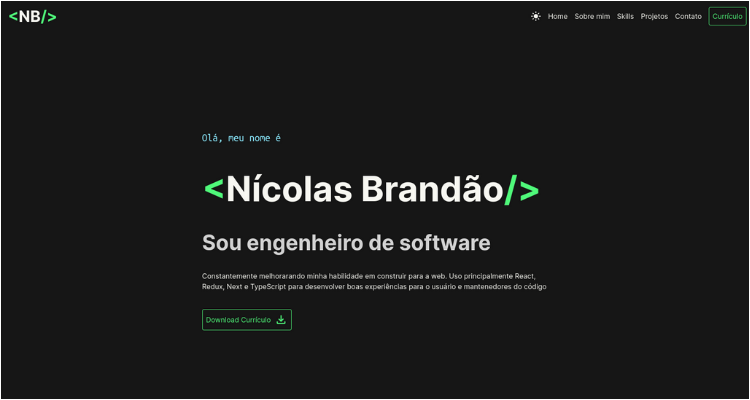 <NB/>
Home Sobre mim Skills Projetos Contato Currículo
Olá, meu nome é
<Nícolas Brandão/>
Sou engenheiro de software
Constantemente melhorarando minha habilidade em construir para a web. Uso principalmente React,
Redux, Next e TypeScript para desenvolver boas experiências para o usuário e mantenedores do código
Download Currículo